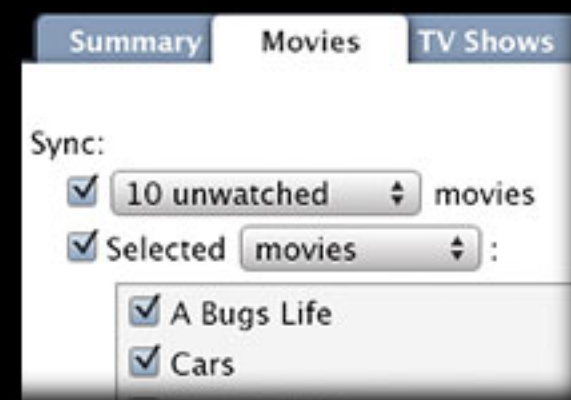 Summary Movies TV Shows
Sync:
10 unwatched movies
Selected movies :
A Bugs Life
Cars